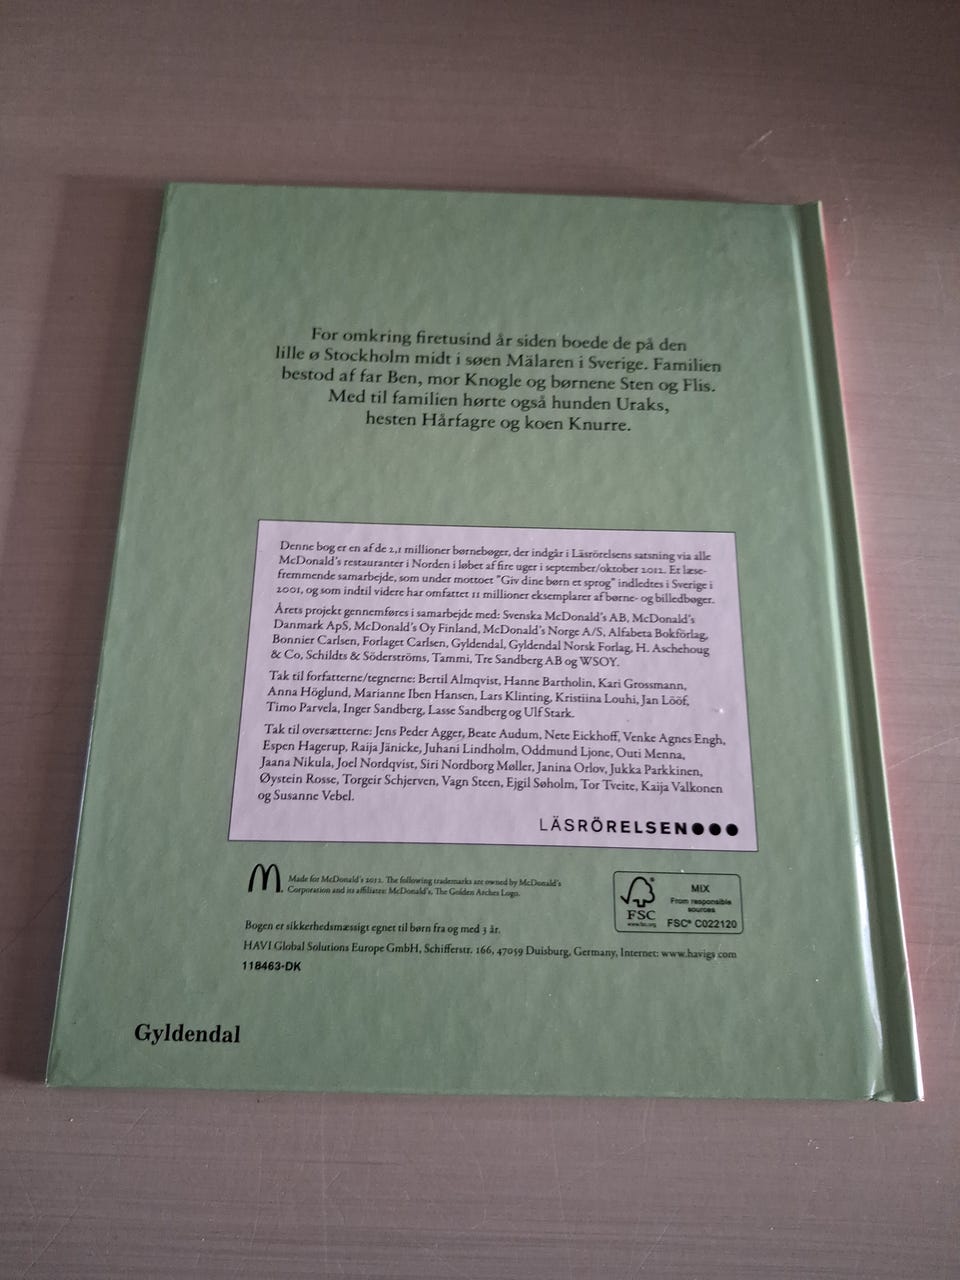 For omkring firetusind år siden boede de på den
lille ø Stockholm midt i søen Mälaren i Sverige. Familien
bestod af far Ben, mor Knogle og børnene Sten og Flis.
Med til familien hørte også hunden Uraks,
hesten Hårfagre og koen Knurre.
Denne bog er en af de 2,1 millioner børnebøger, der indgår i Läsrörelsens satsning via alle
McDonald's restauranter i Norden i løbet af fire uger i september/oktober 2012. Et læse-
fremmende samarbejde, som under mottoet "Giv dine børn et sprog" indledtes i Sverige i
2001, og som indtil videre har omfattet 11 millioner eksemplarer af børne- og billedbøger.
Årets projekt gennemføres i samarbejde med: Svenska McDonald's AB, McDonald's
Danmark ApS, McDonald's Oy Finland, McDonald's Norge A/S, Alfabeta Bokförlag,
Bonnier Carlsen, Forlaget Carlsen, Gyldendal, Gyldendal Norsk Forlag, H. Aschehoug
& Co, Schildts & Söderströms, Tammi, Tre Sandberg AB og WSOY.
Tak til forfatterne/tegnerne: Bertil Almqvist, Hanne Bartholin, Kari Grossmann,
Anna Höglund, Marianne Iben Hansen, Lars Klinting, Kristiina Louhi, Jan Lööf,
Timo Parvela, Inger Sandberg, Lasse Sandberg og Ulf Stark.
Tak til oversætterne: Jens Peder Agger, Beate Audum, Nete Eickhoff, Venke Agnes Engh,
Espen Hagerup, Raija Jänicke, Juhani Lindholm, Oddmund Ljone, Outi Menna,
Jaana Nikula, Joel Nordqvist, Siri Nordborg Møller, Janina Orlov, Jukka Parkkinen,
Øystein Rosse, Torgeir Schjerven, Vagn Steen, Ejgil Søholm, Tor Tveite, Kaija Valkonen
og Susanne Vebel.
LÄSRÖRELSEN●●●
Made for McDonald's 2012. The following trademarks are owned by McDonald's
Corporation and its affiliates: McDonald's, The Golden Arches Logo.
FSC
www.fsc.org
MIX
From responsible
sources
FSC® C022120
Bogen er sikkerhedsmæssigt egnet til børn fra og med 3 år.
HAVI Global Solutions Europe GmbH, Schifferstr. 166, 47059 Duisburg, Germany, Internet: www.havigs.com
118463-DK
Gyldendal